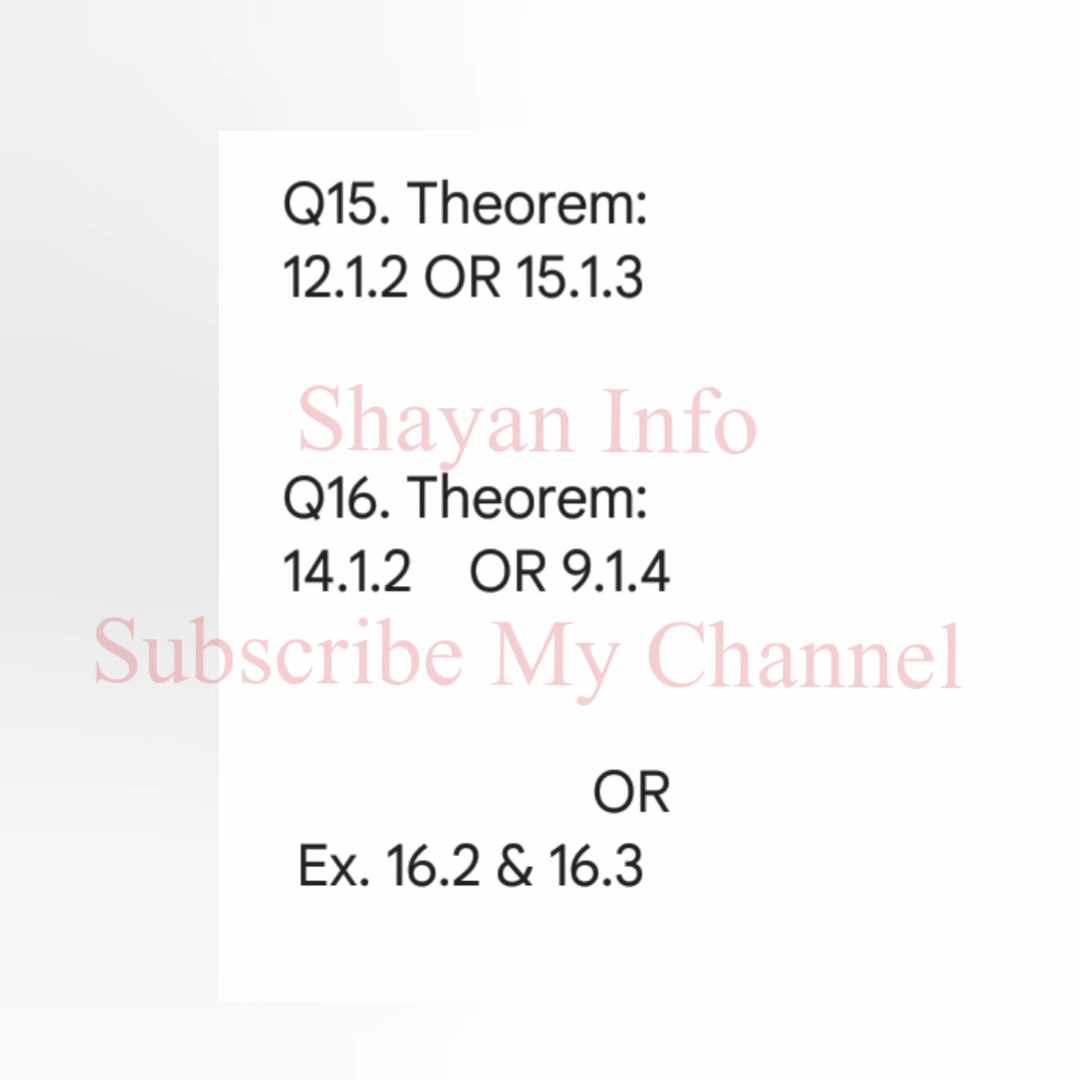 Q15. Theorem:
12.1.2 OR 15.1.3
Shayan Info
Q16. Theorem:
14.1.2 OR 9.1.4
Subscribe My Channel
OR
Ex. 16.2 & 16.3